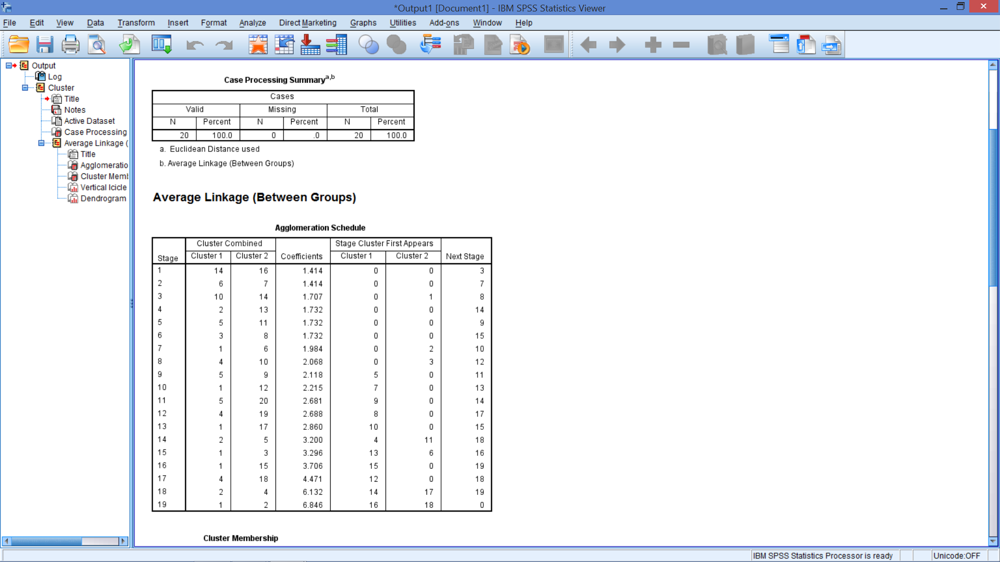 *Output1 [Document1] - IBM SPSS Statistics Viewer
File Edit View Data Transform Insert Format Analyze Direct Marketing Graphs Utilities Add-ons Window Help
Output
Log
Cluster
Title
Notes
Active Dataset
Case Processing
Average Linkage (
Title
Agglomeratio
Cluster Meml
Vertical Icicle
Dendrogram
Case Processing Summary a,b
Cases
Valid Missing Total
N Percent N Percent N Percent
20 100.0 0 .0 20 100.0
a. Euclidean Distance used
b. Average Linkage (Between Groups)
Average Linkage (Between Groups)
Agglomeration Schedule
Cluster Combined Stage Cluster First Appears
Stage Cluster 1 Cluster 2 Coefficients Cluster 1 Cluster 2 Next Stage
1 14 16 1.414 0 0 3
2 6 7 1.414 0 0 7
3 10 14 1.707 0 1 8
4 2 13 1.732 0 0 14
5 5 11 1.732 0 0 9
6 3 8 1.732 0 0 15
7 1 6 1.984 0 2 10
8 4 10 2.068 0 3 12
9 5 9 2.118 5 0 11
10 1 12 2.215 7 0 13
11 5 20 2.681 9 0 14
12 4 19 2.688 8 0 17
13 1 17 2.860 10 0 15
14 2 5 3.200 4 11 18
15 1 3 3.296 13 6 16
16 1 15 3.706 15 0 19
17 4 18 4.471 12 0 18
18 2 4 6.132 14 17 19
19 1 2 6.846 16 18 0
Cluster Membership
IBM SPSS Statistics Processor is ready Unicode:OFF